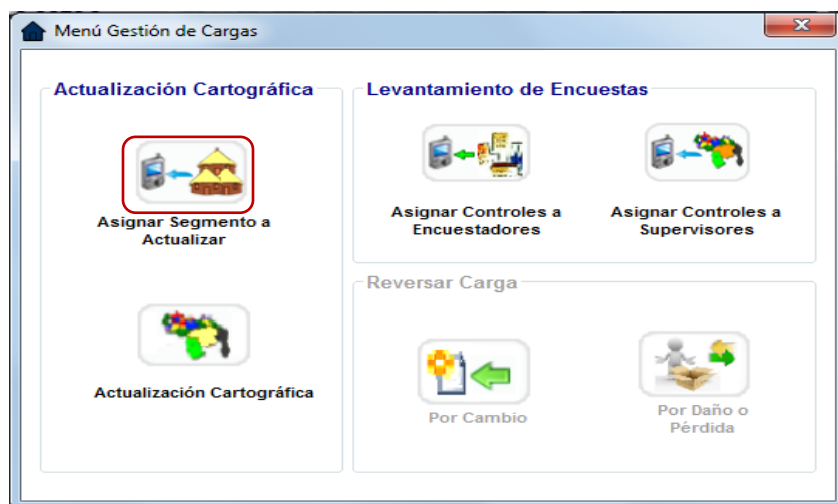 Menú Gestión de Cargas
Actualización Cartográfica
Asignar Segmento a
Actualizar
Actualización Cartográfica
Levantamiento de Encuestas
Asignar Controles a
Encuestadores
Asignar Controles a
Supervisores
Reversar Carga
Por Cambio
Por Daño o
Pérdida